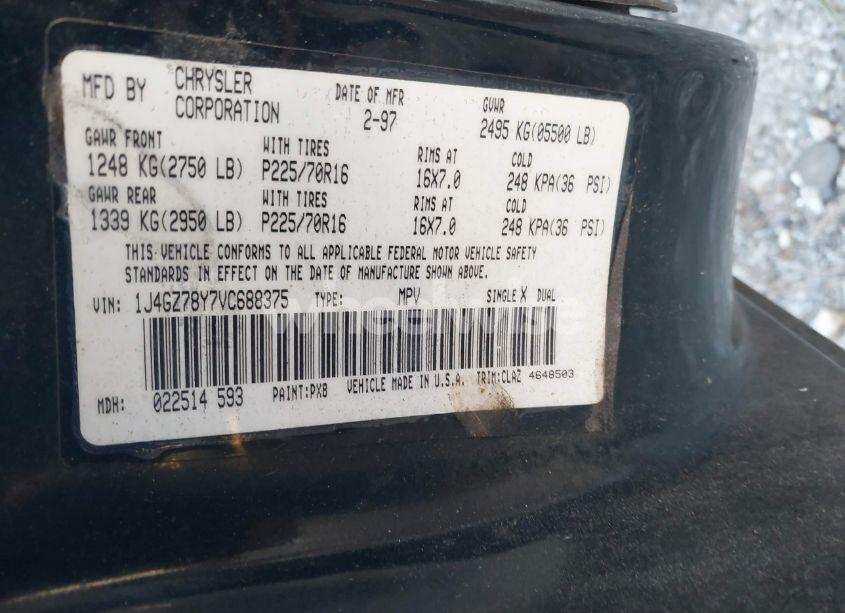 MFD BY CHRYSLER CORPORATION DATE OF MFR 2-97 GVWR 2495 KG(05500 LB)
GAWR FRONT WITH TIRES RIMS AT COLD
1248 KG(2750 LB) P225/70R16 16X7.0 248 KPA(36 PSI)
GAWR REAR WITH TIRES RIMS AT COLD
1339 KG(2950 LB) P225/70R16 16X7.0 248 KPA(36 PSI)
THIS VEHICLE CONFORMS TO ALL APPLICABLE FEDERAL MOTOR VEHICLE SAFETY
STANDARDS IN EFFECT ON THE DATE OF MANUFACTURE SHOWN ABOVE.
VIN: 1J4GZ78Y7VC688375 TYPE: MPV SINGLE X DUAL
wheelwise
MDH: 022514 593 PAINT:PXB VEHICLE MADE IN U.S.A. TRIM:CLAZ 4648503